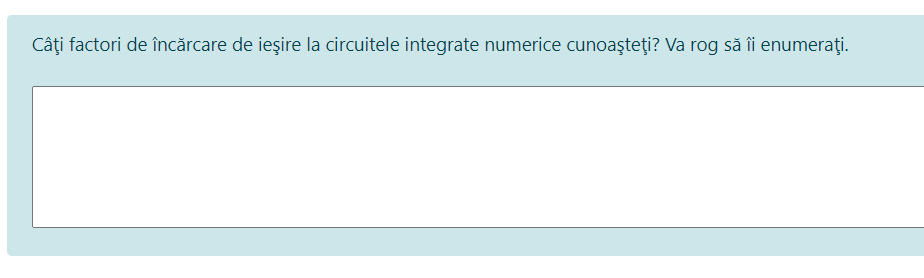 Câţi factori de încărcare de ieşire la circuitele integrate numerice cunoaşteţi? Va rog să îi enumeraţi.